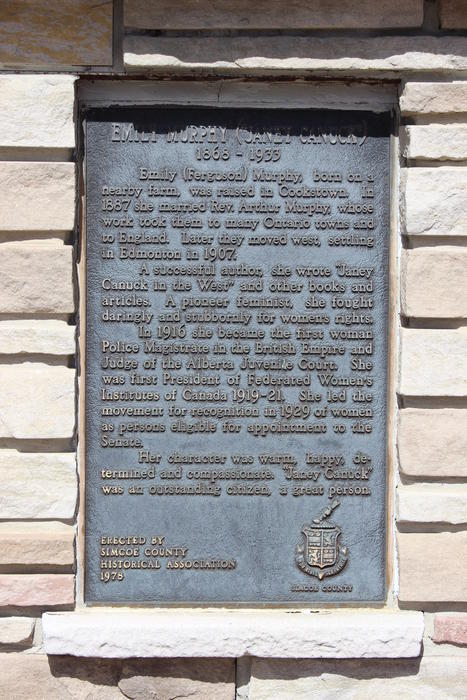 EMILY MURPHY (JANEY CANUCK)
1868 - 1933
Emily (Ferguson) Murphy, born on a
nearby farm, was raised in Cookstown. In
1887 she married Rev. Arthur Murphy, whose
work took them to many Ontario towns and
to England. Later they moved west, settling
in Edmonton in 1907.
A successful author, she wrote "Janey
Canuck in the West" and other books and
articles. A pioneer feminist, she fought
daringly and stubbornly for women's rights.
In 1916 she became the first woman
Police Magistrate in the British Empire and
Judge of the Alberta Juvenile Court. She
was first President of Federated Women's
Institutes of Canada 1919-21. She led the
movement for recognition in 1929 of women
as persons eligible for appointment to the
Senate.
Her character was warm, happy, de-
termined and compassionate. "Janey Canuck"
was an outstanding citizen, a great person.
ERECTED BY
SIMCOE COUNTY
HISTORICAL ASSOCIATION
1978
SIMCOE COUNTY